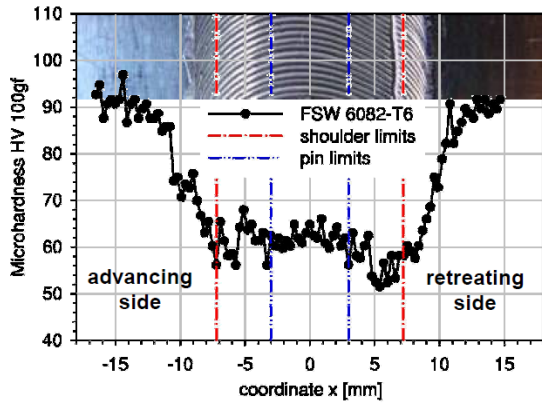 110
100
90
80
70
60
50
40
Microhardness HV 100gf
FSW 6082-T6
shoulder limits
pin limits
advancing
side
retreating
side
-15
-10
-5
0
5
10
15
coordinate x [mm]